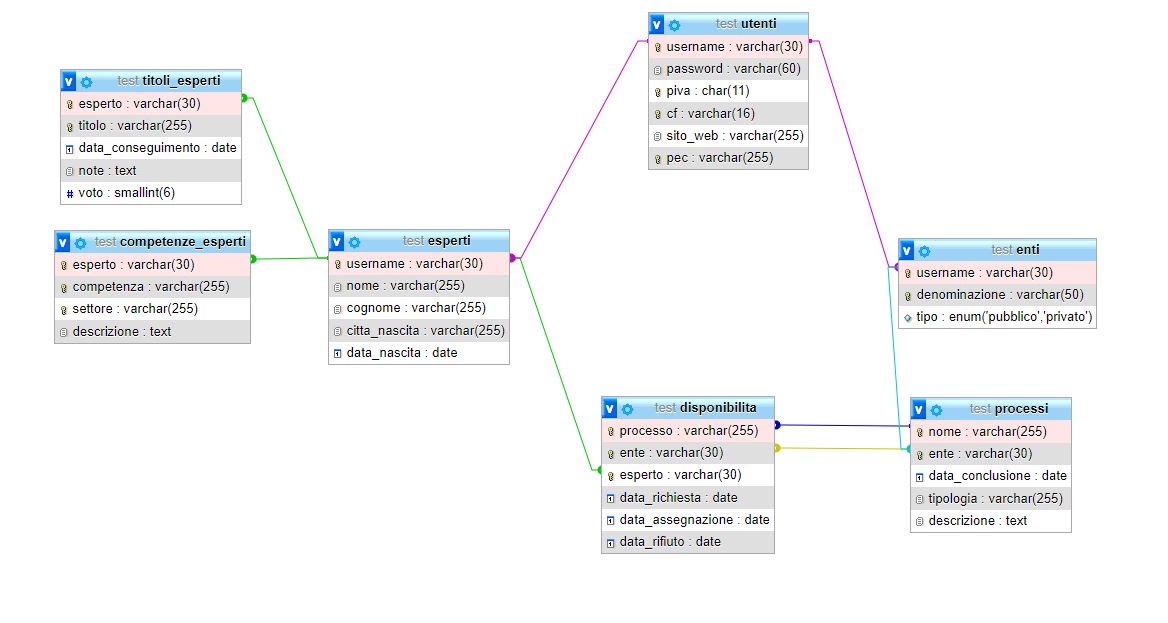 test utenti
username : varchar(30)
password : varchar(60)
piva : char(11)
cf : varchar(16)
sito_web : varchar(255)
pec : varchar(255)
test titoli_esperti
esperto : varchar(30)
titolo : varchar(255)
data_conseguimento : date
note : text
# voto : smallint(6)
test competenze_esperti
esperto : varchar(30)
competenza : varchar(255)
settore : varchar(255)
descrizione : text
test esperti
username : varchar(30)
nome : varchar(255)
cognome : varchar(255)
citta_nascita : varchar(255)
data_nascita : date
test enti
username : varchar(30)
denominazione : varchar(50)
tipo : enum('pubblico','privato')
test disponibilita
processo : varchar(255)
ente : varchar(30)
esperto : varchar(30)
data_richiesta : date
data_assegnazione : date
data_rifiuto : date
test processi
nome : varchar(255)
ente : varchar(30)
data_conclusione : date
tipologia : varchar(255)
descrizione : text